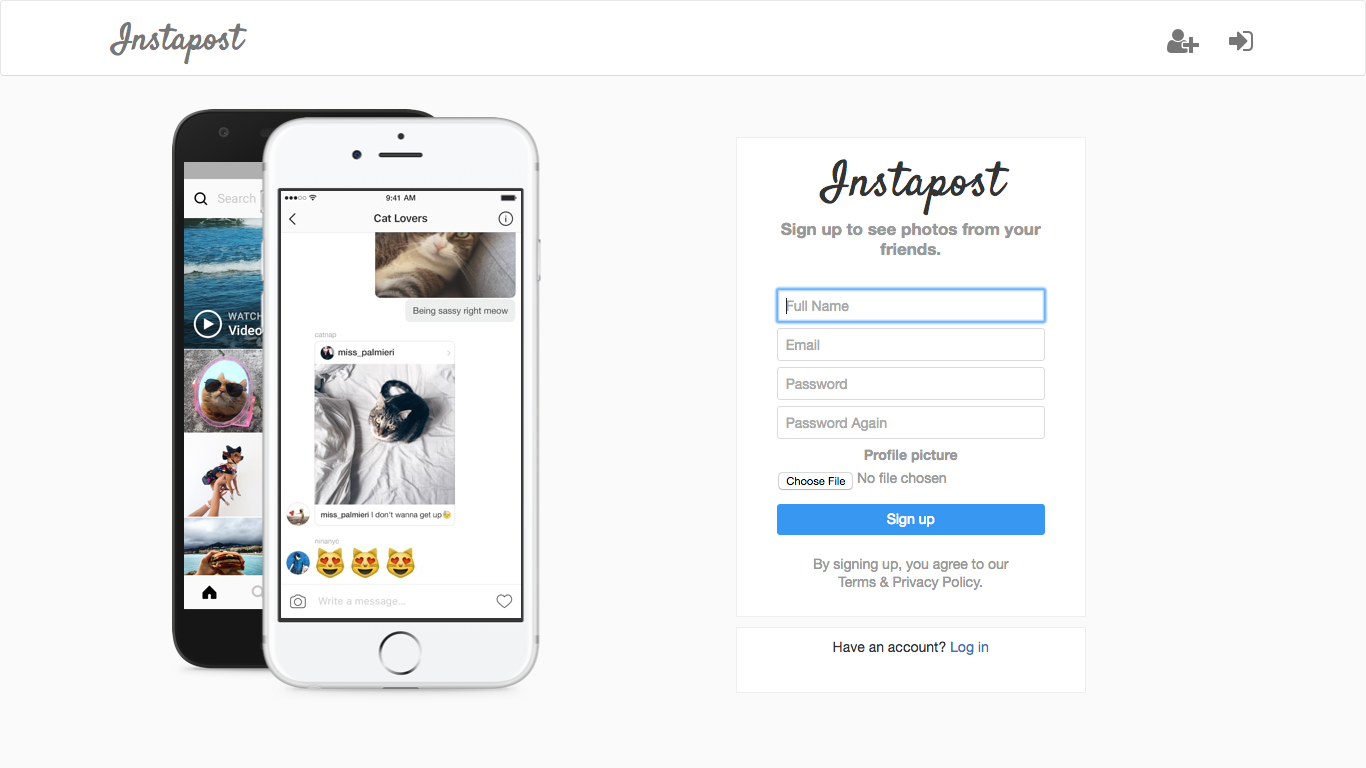 Instapost
Search
WATCH
Video
9:41 AM
Cat Lovers
Being sassy right meow
catnap
miss_palmieri
miss_palmieri I don't wanna get up
ninanyc
Write a message...
Instapost
Sign up to see photos from your
friends.
Full Name
Email
Password
Password Again
Profile picture
Choose File No file chosen
Sign up
By signing up, you agree to our
Terms & Privacy Policy.
Have an account? Log in